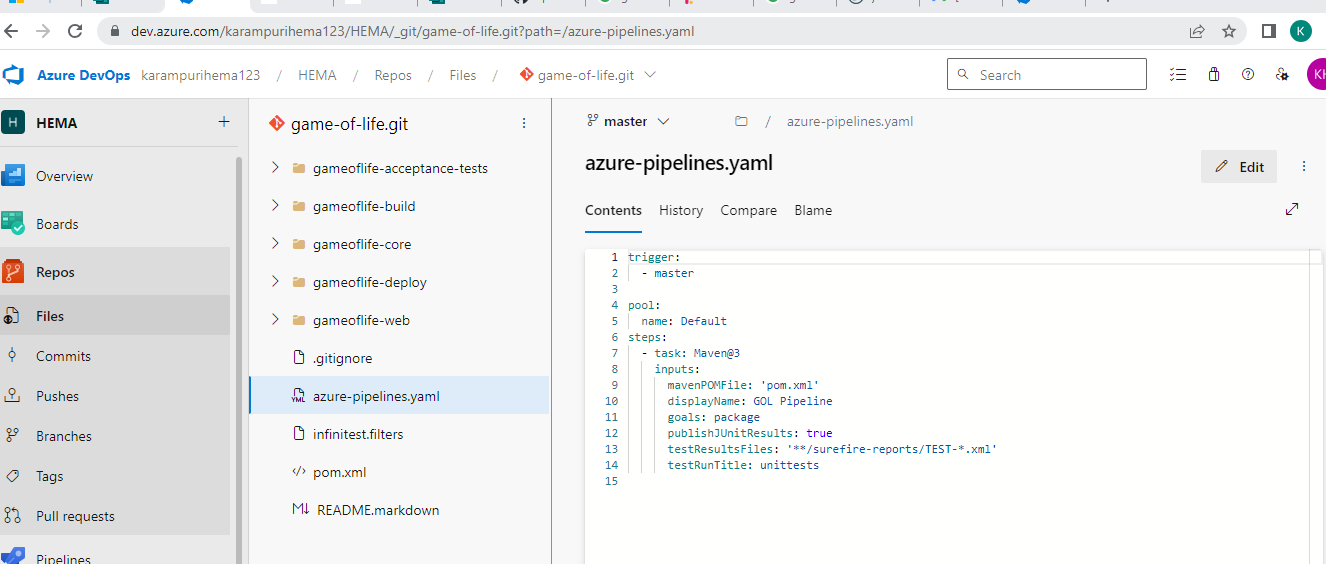 dev.azure.com/karampurihema123/HEMA/_git/game-of-life.git?path=/azure-pipelines.yaml
K
Azure DevOps karampurihema123 / HEMA / Repos / Files / game-of-life.git
Search
KH
H HEMA +
Overview
Boards
Repos
Files
Commits
Pushes
Branches
Tags
Pull requests
Pipelines
game-of-life.git
gameoflife-acceptance-tests
gameoflife-build
gameoflife-core
gameoflife-deploy
gameoflife-web
.gitignore
YML azure-pipelines.yaml
infinitest.filters
</> pom.xml
M↓ README.markdown
master / azure-pipelines.yaml
azure-pipelines.yaml
Edit
Contents History Compare Blame
1 trigger:
2 - master
3
4 pool:
5 name: Default
6 steps:
7 - task: Maven@3
8 inputs:
9 mavenPOMFile: 'pom.xml'
10 displayName: GOL Pipeline
11 goals: package
12 publishJUnitResults: true
13 testResultsFiles: '**/surefire-reports/TEST-*.xml'
14 testRunTitle: unittests
15